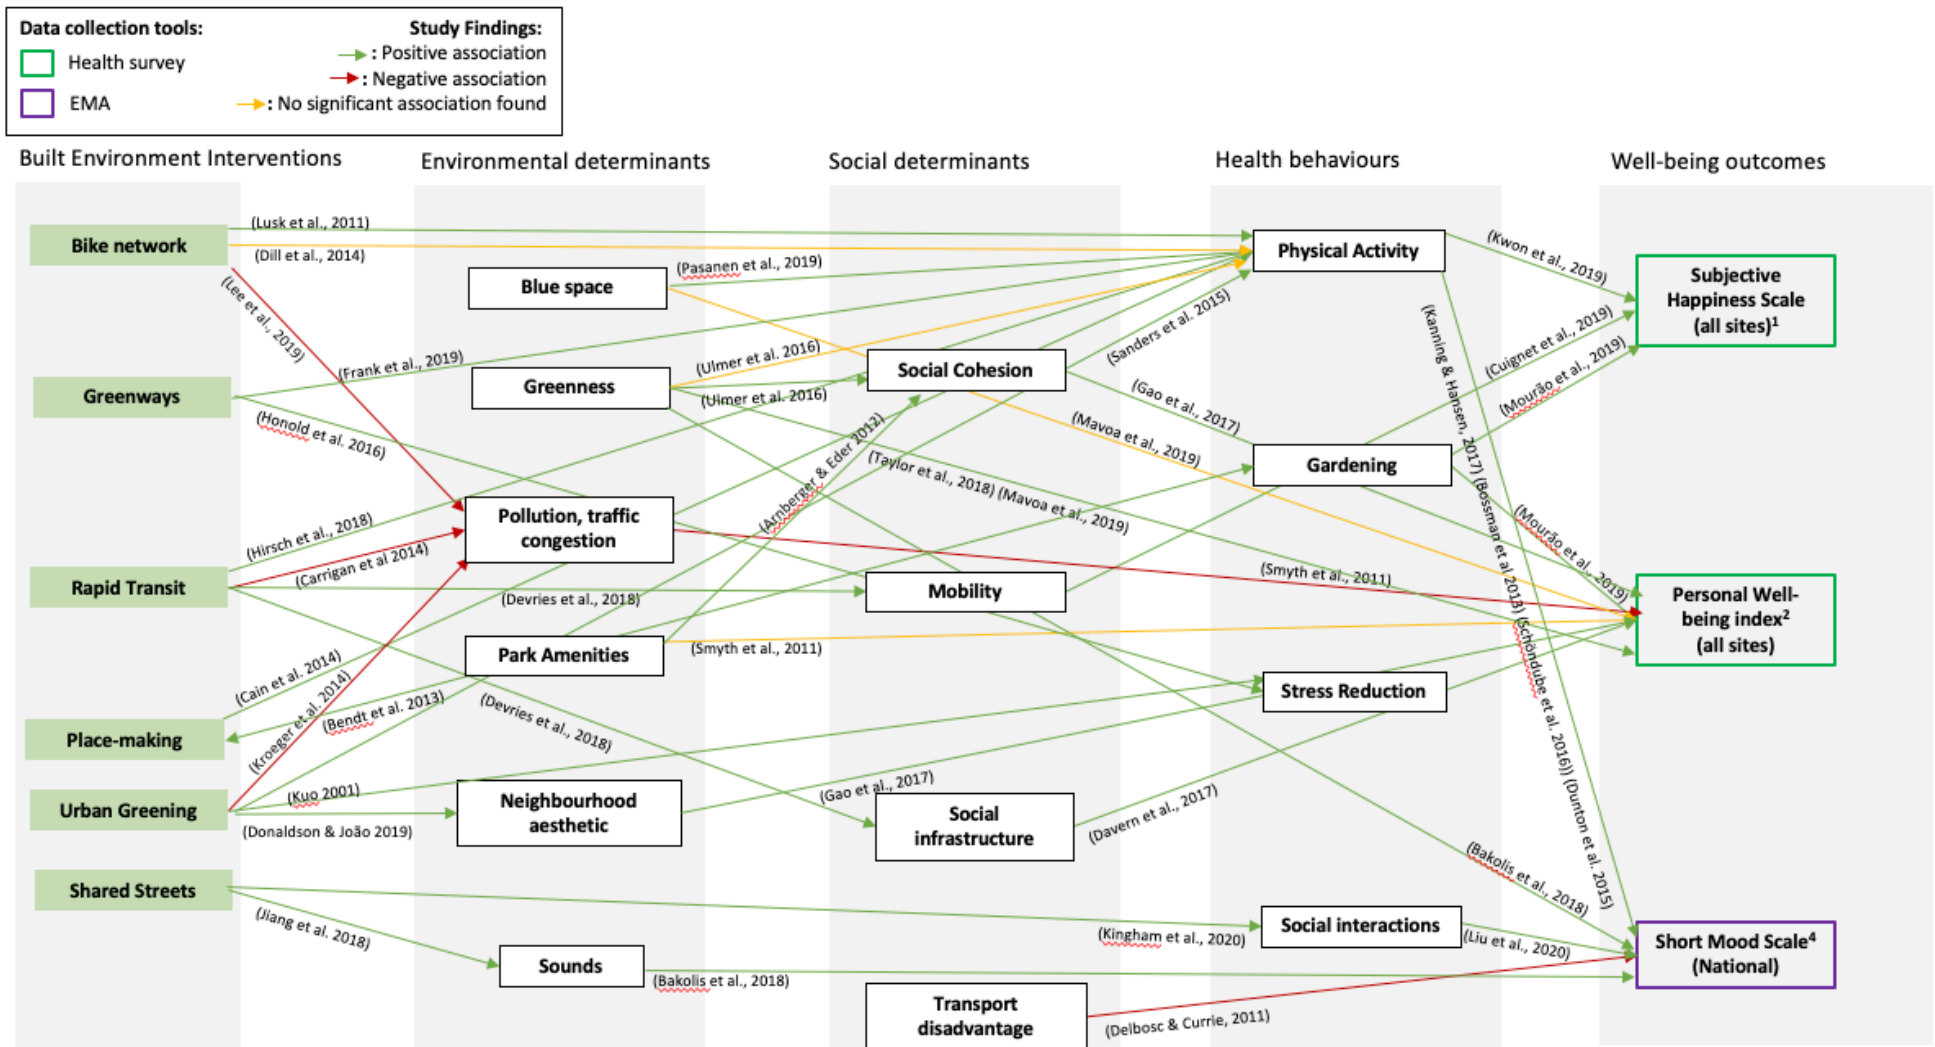 Data collection tools:
Health survey
EMA
Study Findings:
: Positive association
: Negative association
: No significant association found
Built Environment Interventions
Environmental determinants
Social determinants
Health behaviours
Well-being outcomes
Bike network
(Lusk et al., 2011)
(Dill et al., 2014)
(Lee et al., 2019)
Blue space
(Pasanen et al., 2019)
Physical Activity
(Kwon et al., 2019)
Subjective
Happiness Scale
(all sites)¹
Greenways
(Frank et al., 2019)
(Honold et al. 2016)
Greenness
(Ulmer et al. 2016)
(Ulmer et al. 2016)
Social Cohesion
(Sanders et al. 2015)
(Gao et al., 2017)
(Mavoa et al., 2019)
(Cuignet et al., 2019)
(Mourão et al., 2019)
(Arnberger & Eder 2012)
(Taylor et al., 2018) (Mavoa et al., 2019)
Gardening
(Kanning & Hansen, 2017) (Bossman et al 2013) (Schöndube et al. 2016)) (Dunton et al. 2015)
(Mourão et al., 2019)
Pollution, traffic
congestion
(Hirsch et al., 2018)
(Carrigan et al 2014)
Rapid Transit
(Devries et al., 2018)
Mobility
(Smyth et al., 2011)
Personal Well-
being index²
(all sites)
Park Amenities
(Smyth et al., 2011)
(Cain et al., 2014)
(Kroeger et al. 2014)
(Bendt et al. 2013)
(Devries et al., 2018)
Stress Reduction
Place-making
Urban Greening
(Kuo 2001)
(Donaldson & João 2019)
Neighbourhood
aesthetic
(Gao et al., 2017)
Social
infrastructure
(Davern et al., 2017)
(Bakolis et al., 2018)
Shared Streets
(Jiang et al. 2018)
Sounds
(Bakolis et al., 2018)
(Kingham et al., 2020)
Social interactions
(Liu et al., 2020)
Short Mood Scale⁴
(National)
Transport
disadvantage
(Delbosc & Currie, 2011)